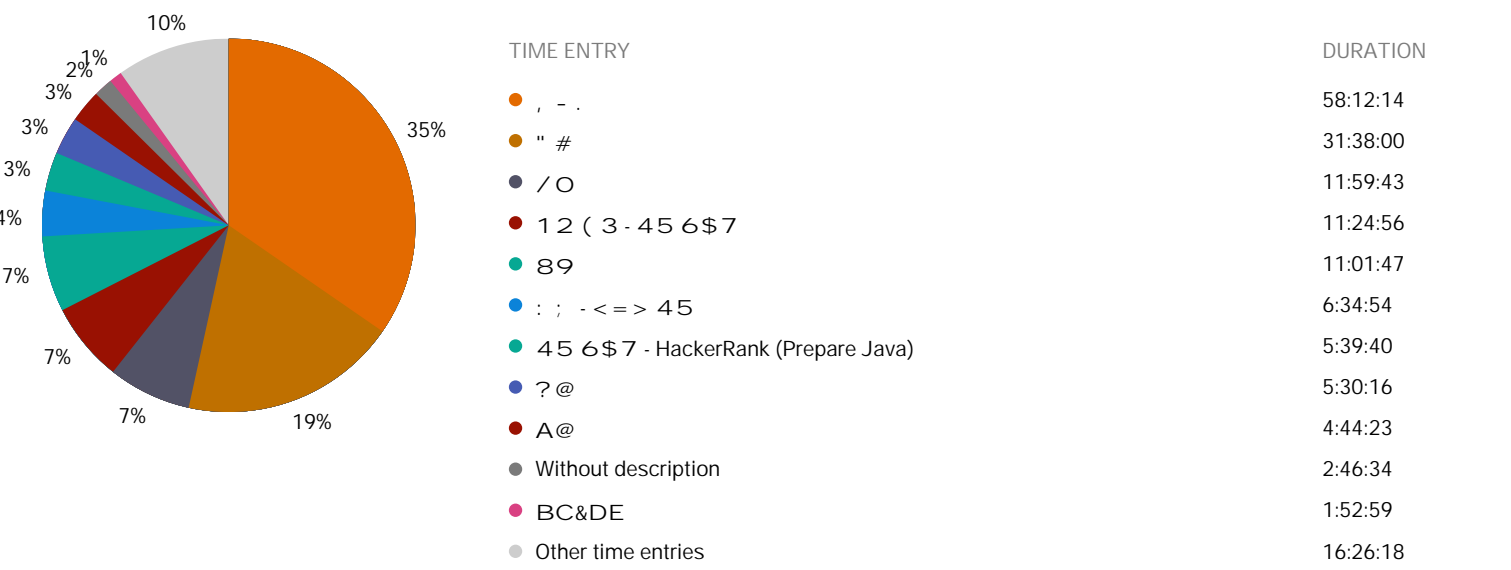 10%
1%
2%
3%
3%
3%
4%
7%
7%
7%
19%
35%
TIME ENTRY DURATION
, - . 58:12:14
" # 31:38:00
/ 0 11:59:43
1 2 ( 3 - 4 5 6 $ 7 11:24:56
8 9 11:01:47
: ; - < = > 4 5 6:34:54
4 5 6 $ 7 - HackerRank (Prepare Java) 5:39:40
? @ 5:30:16
A @ 4:44:23
Without description 2:46:34
B C & D E 1:52:59
Other time entries 16:26:18